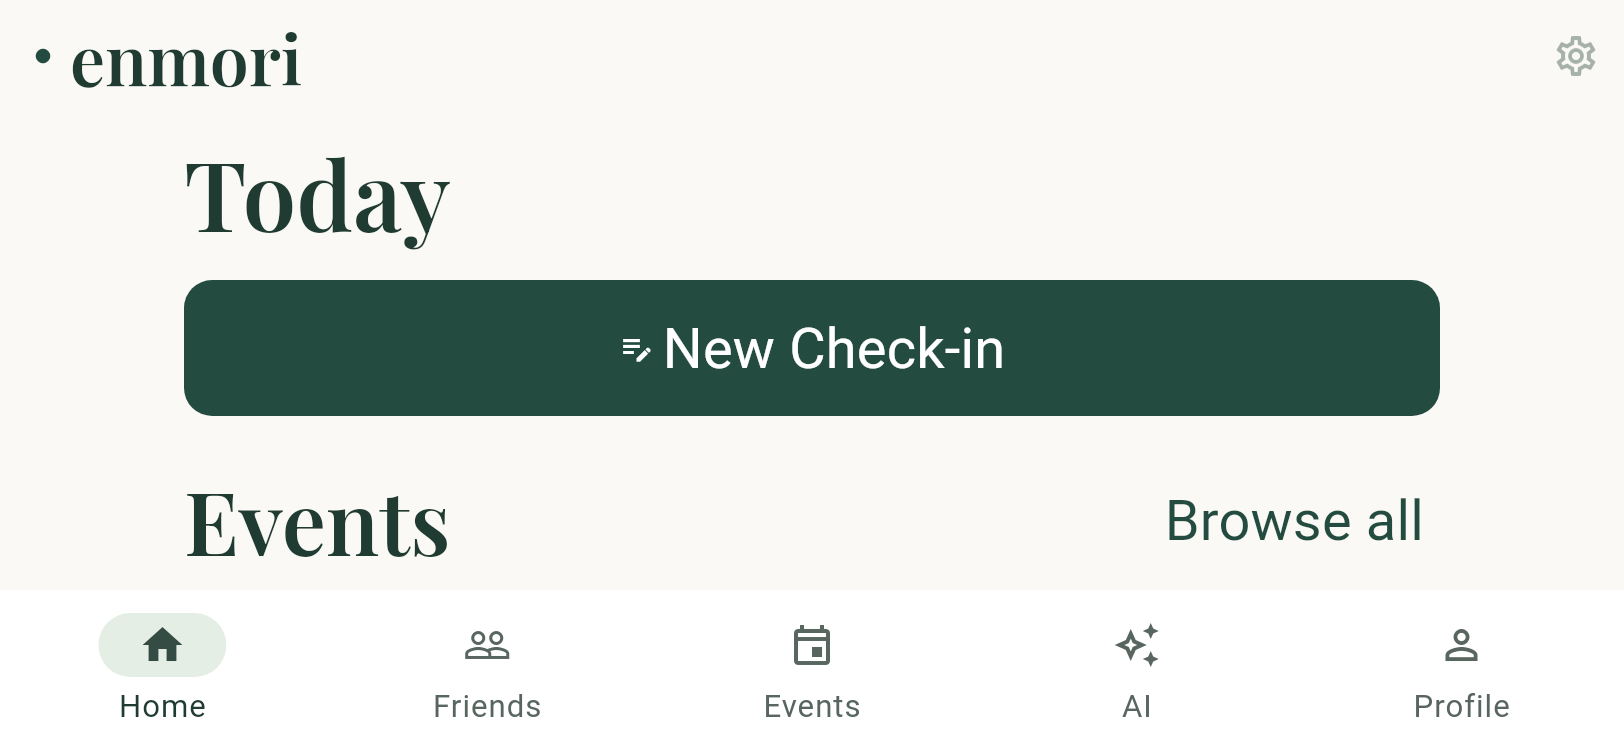 enmori
Today
New Check-in
Events
Browse all
Home
Friends
Events
AI
Profile